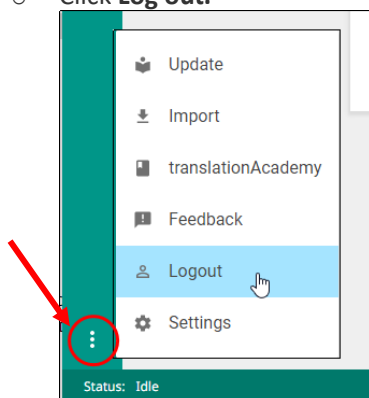 Click Log out.
Update
Import
translationAcademy
Feedback
Logout
Settings
Status: Idle